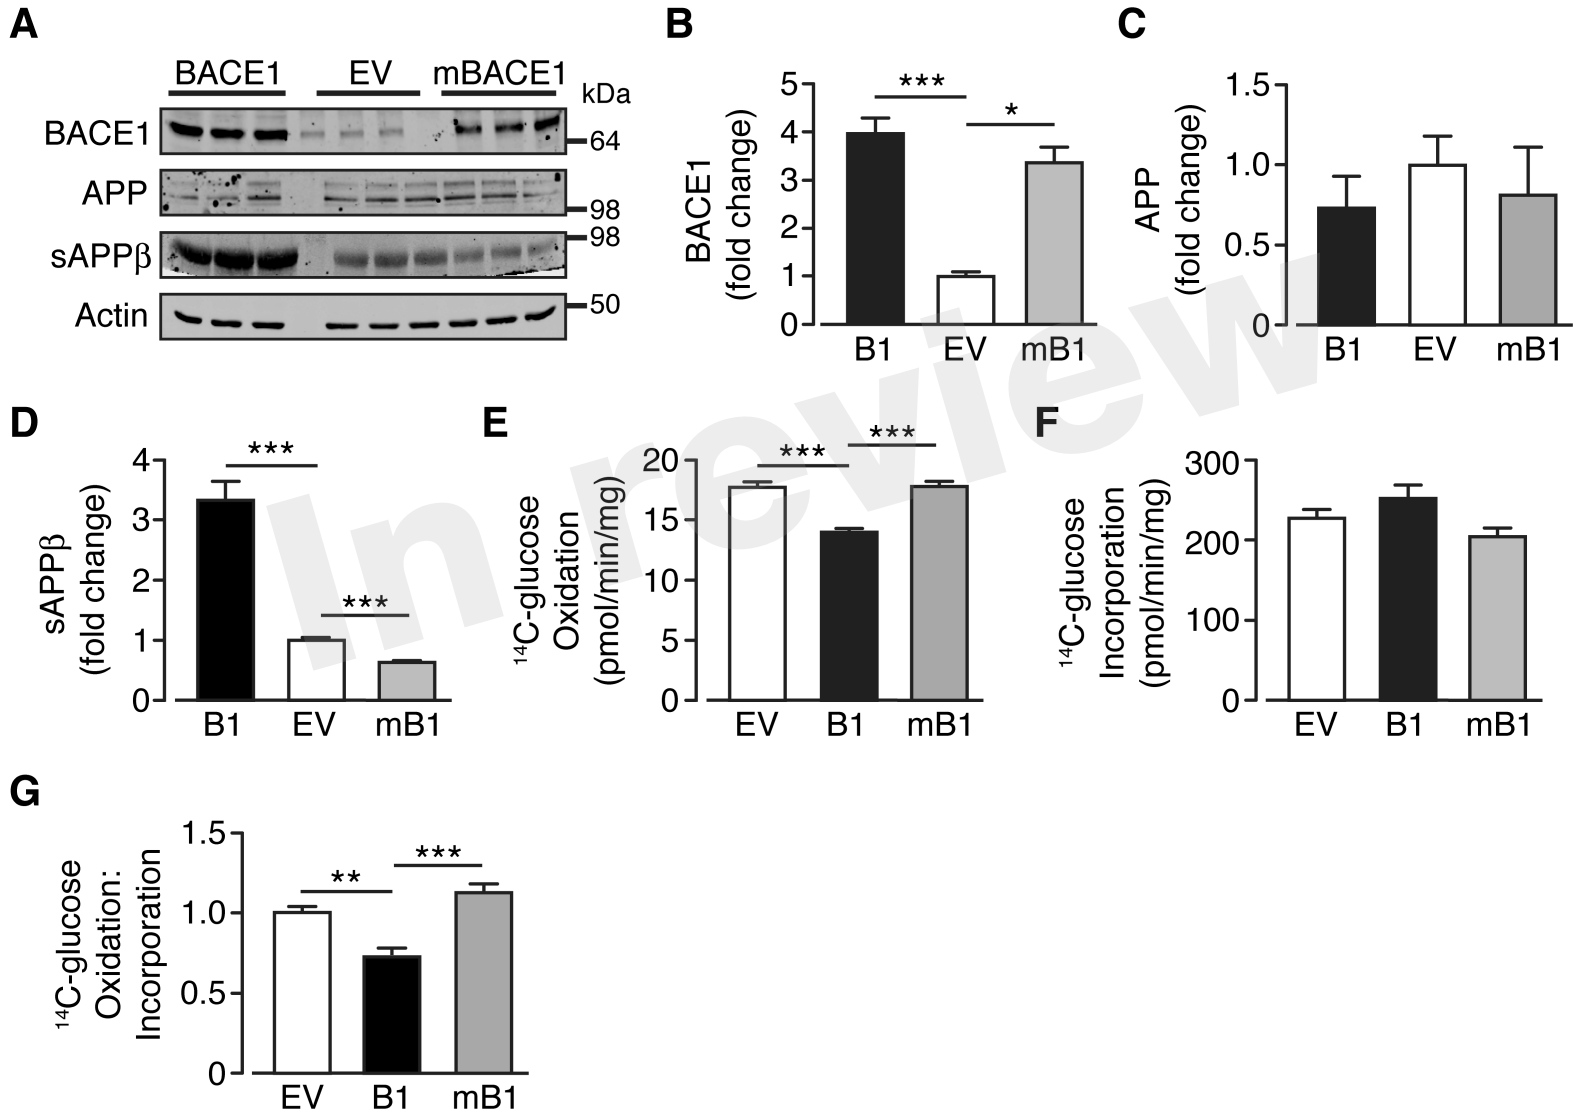 A
BACE1 EV mBACE1
kDa
BACE1
64
APP
98
98
sAPPβ
50
Actin
B
BACE1
(fold change)
5
4
3
2
1
0
***
*
B1 EV mB1
C
APP
(fold change)
1.5
1.0
0.5
0
B1 EV mB1
D
sAPPβ
(fold change)
4
3
2
1
0
***
***
B1 EV mB1
E
14C-glucose
Oxidation
(pmol/min/mg)
20
15
10
5
0
***
***
EV B1 mB1
F
14C-glucose
Incorporation
(pmol/min/mg)
300
200
100
0
EV B1 mB1
G
14C-glucose
Oxidation:
Incorporation
1.5
1.0
0.5
0
**
***
EV B1 mB1
In review